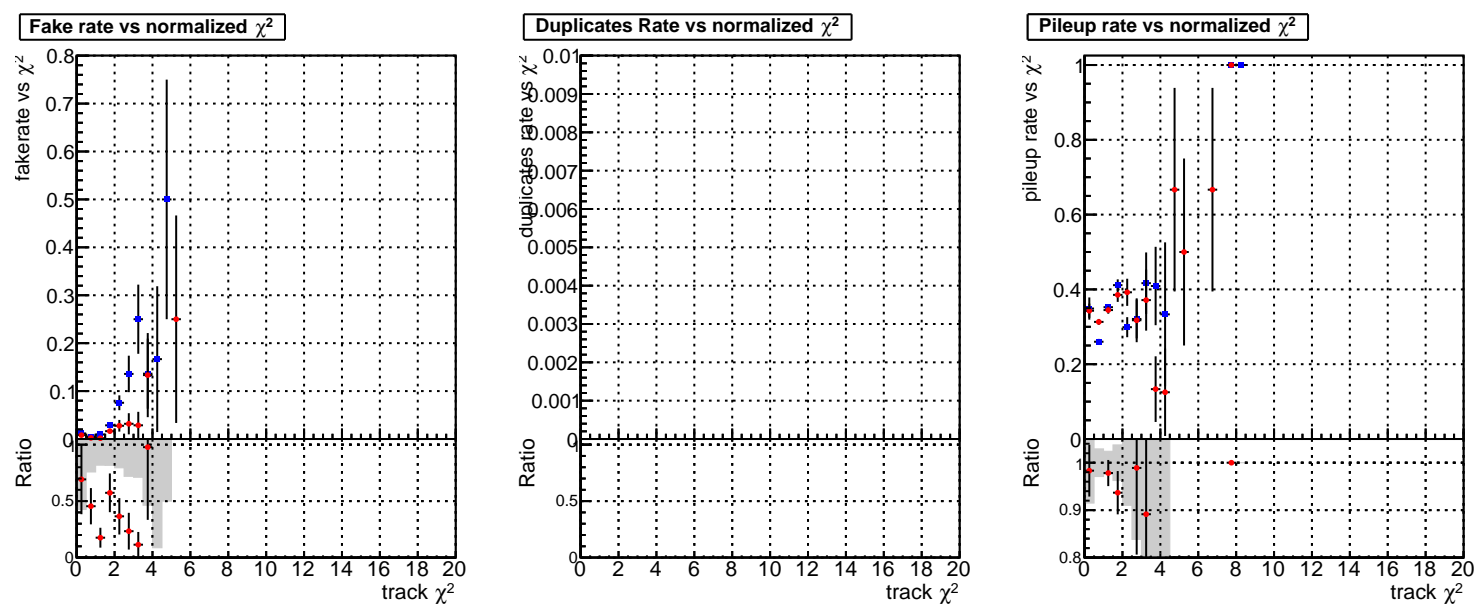 Fake rate vs normalized χ²
fakerate vs χ²
0.8
0.7
0.6
0.5
0.4
0.3
0.2
0.1
0
Ratio
1
0.5
0
0 2 4 6 8 10 12 14 16 18 20
track χ²
Duplicates Rate vs normalized χ²
duplicates rate vs χ²
0.01
0.009
0.008
0.007
0.006
0.005
0.004
0.003
0.002
0.001
0
Ratio
1
0.5
0
0 2 4 6 8 10 12 14 16 18 20
track χ²
Pileup rate vs normalized χ²
pileup rate vs χ²
1
0.8
0.6
0.4
0.2
0
Ratio
1
0.9
0.8
0 2 4 6 8 10 12 14 16 18 20
track χ²